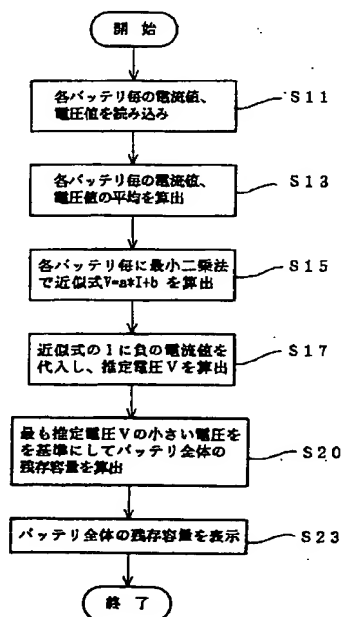 開 始
各バッテリ毎の電流値、
電圧値を読み込み
S11
各バッテリ毎の電流値、
電圧値の平均を算出
S13
各バッテリ毎に最小二乗法
で近似式V=a*I+b を算出
S15
近似式のIに負の電流値を
代入し、推定電圧Vを算出
S17
最も推定電圧Vの小さい電圧を
を基準にしてバッテリ全体の
残存容量を算出
S20
バッテリ全体の残存容量を表示
S23
終 了